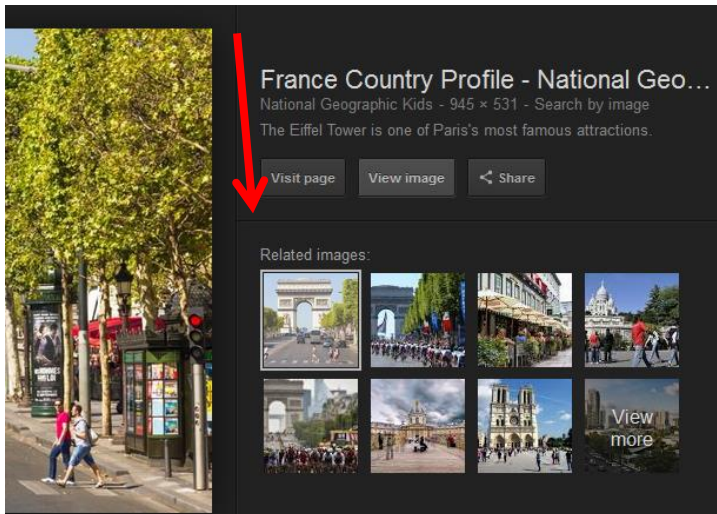 France Country Profile - National Geo...
National Geographic Kids - 945 × 531 - Search by image
The Eiffel Tower is one of Paris's most famous attractions.
Visit page
View image
Share
Related images:
View
more